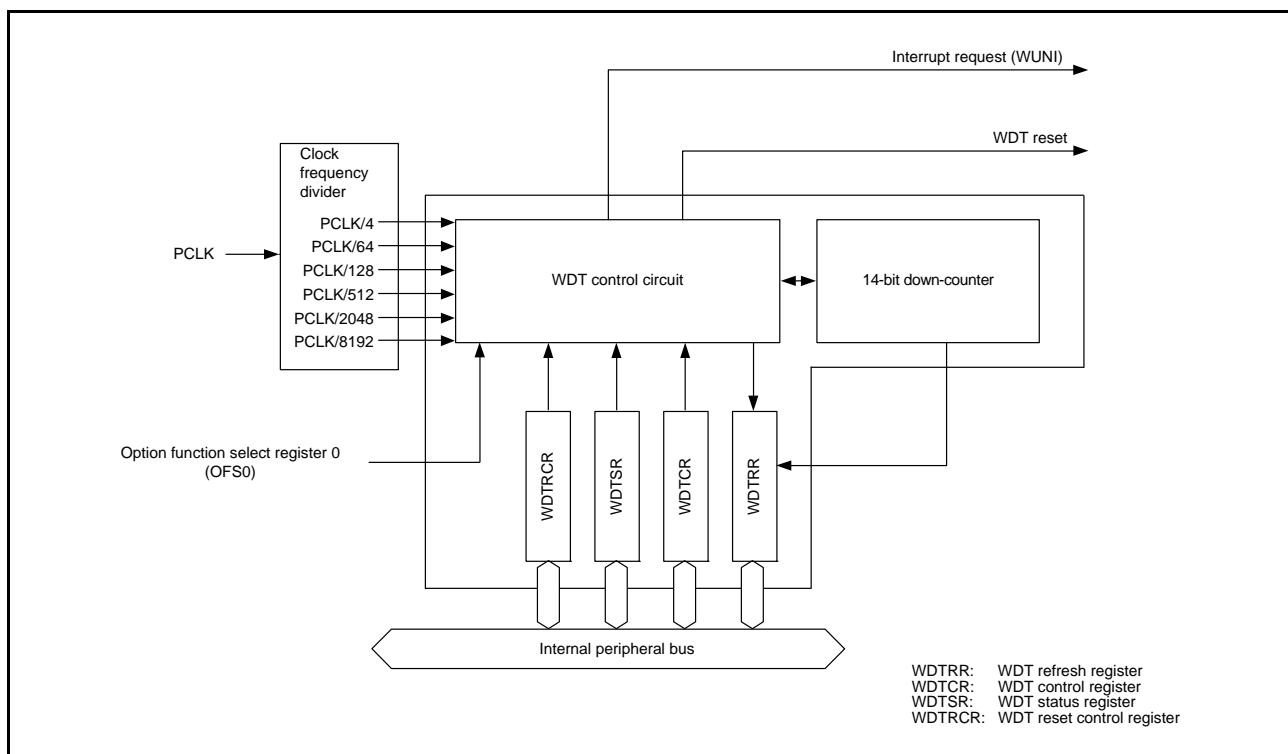 Interrupt request (WUNI)
WDT reset
Clock
frequency
divider
PCLK/4
PCLK/64
PCLK/128
PCLK/512
PCLK/2048
PCLK/8192
PCLK
WDT control circuit
14-bit down-counter
Option function select register 0
(OFS0)
WDTRCR
WDTSR
WDTCR
WDTRR
Internal peripheral bus
WDTRR: WDT refresh register
WDTCR: WDT control register
WDTSR: WDT status register
WDTRCR: WDT reset control register